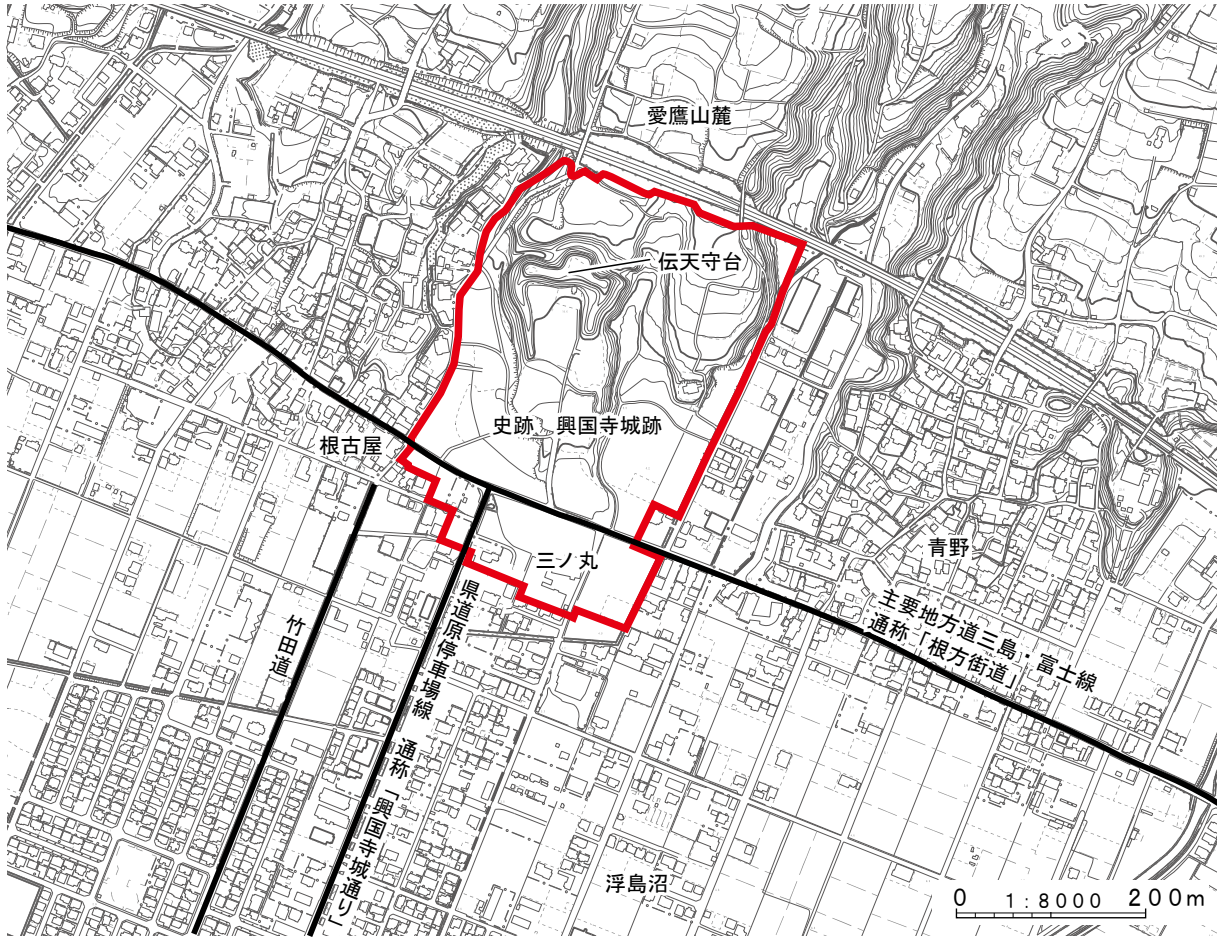 愛鷹山麓
伝天守台
史跡　興国寺城跡
根古屋
三ノ丸
青野
主要地方道三島・富士線
通称「根方街道」
竹田道
県道原停車場線　通称「興国寺城通り」
浮島沼
0 1:8000 200m